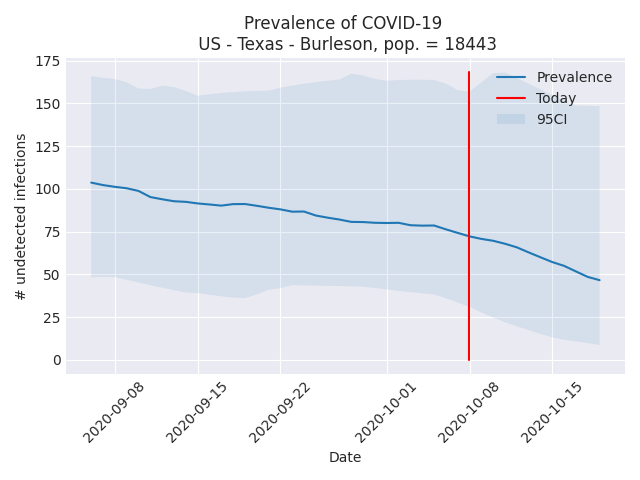 Prevalence of COVID-19
US - Texas - Burleson, pop. = 18443
# undetected infections
175
150
125
100
75
50
25
0
Prevalence
Today
95CI
2020-09-08
2020-09-15
2020-09-22
2020-10-01
2020-10-08
2020-10-15
Date